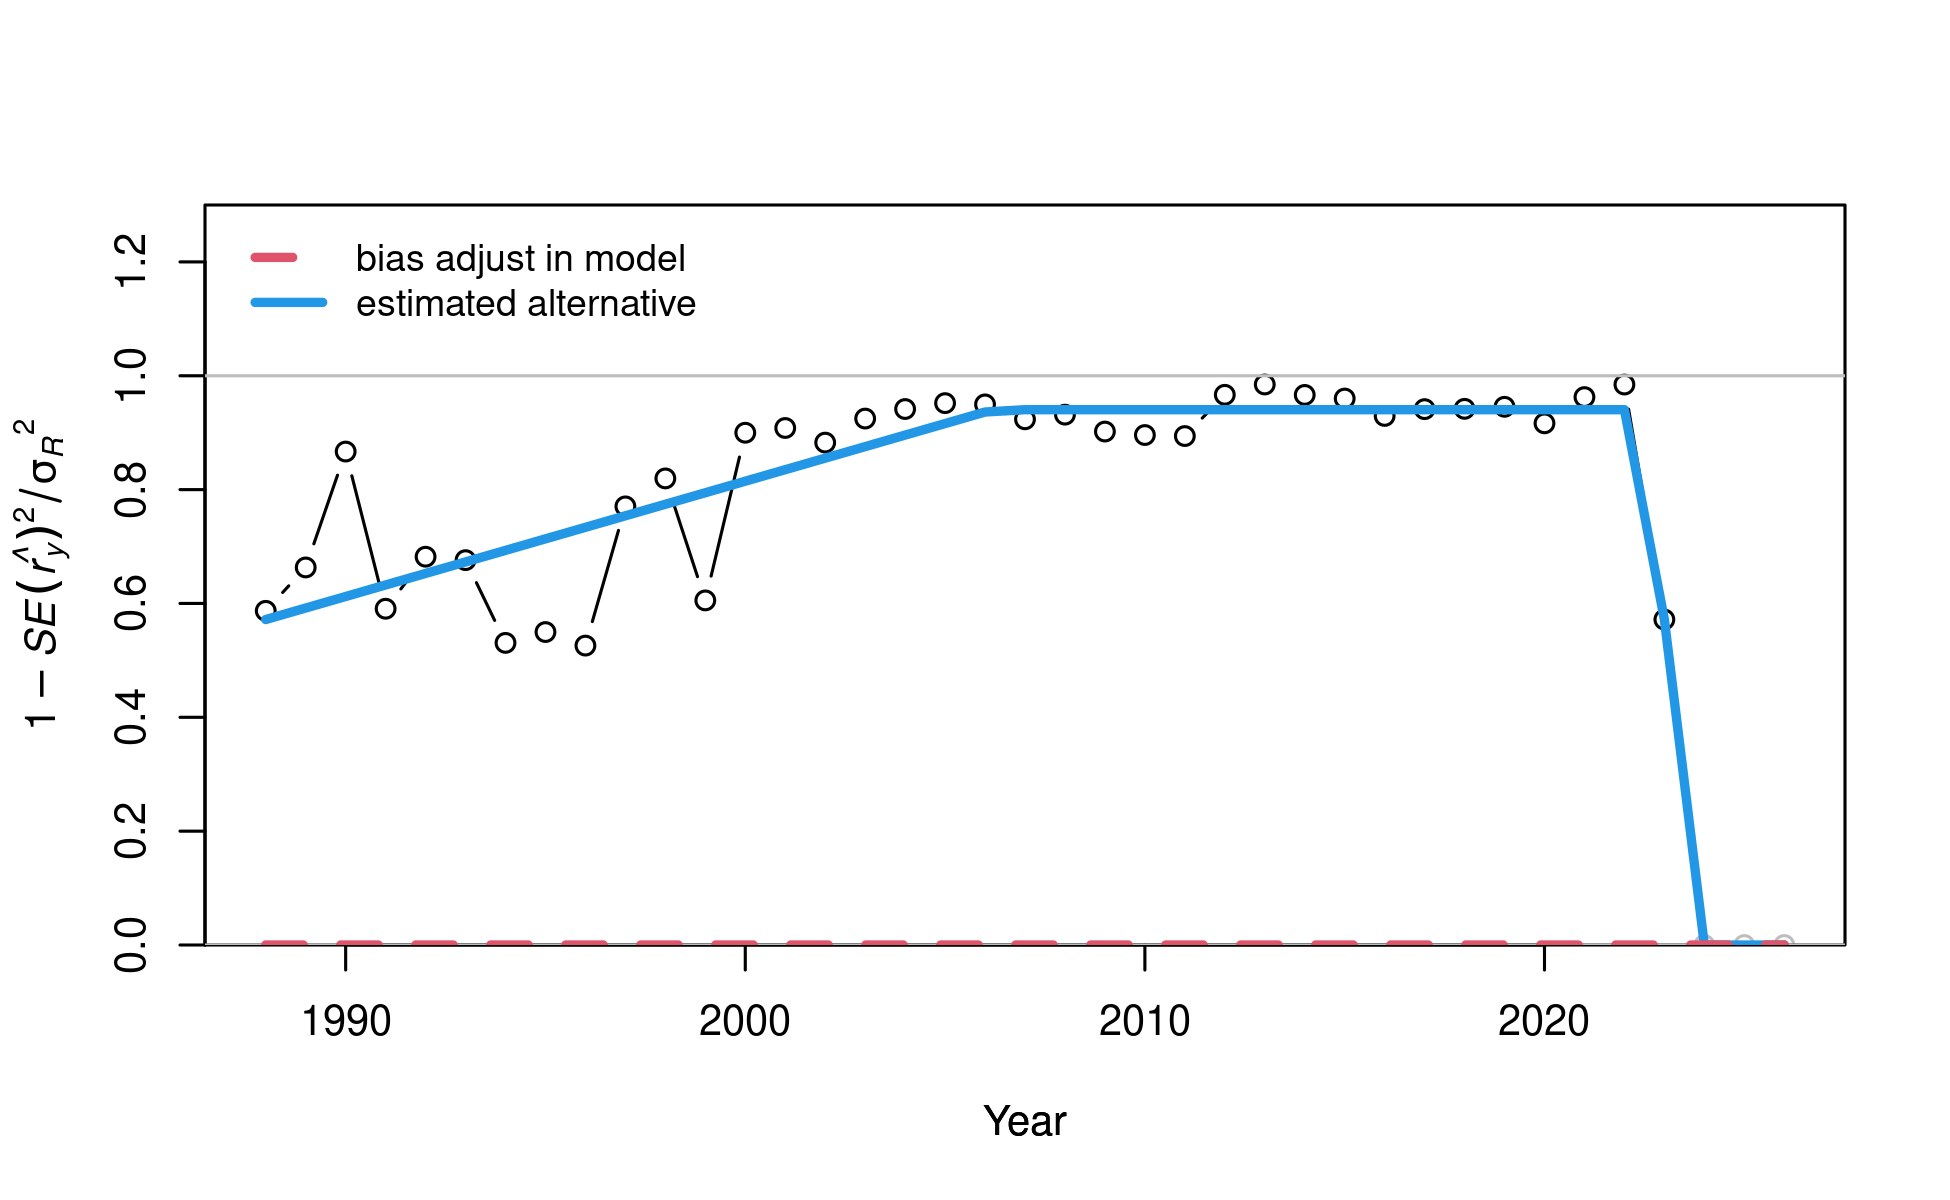 bias adjust in model
estimated alternative
1 − SE(r̂y)²/σR²
1.2
1.0
0.8
0.6
0.4
0.2
0.0
1990 2000 2010 2020
Year